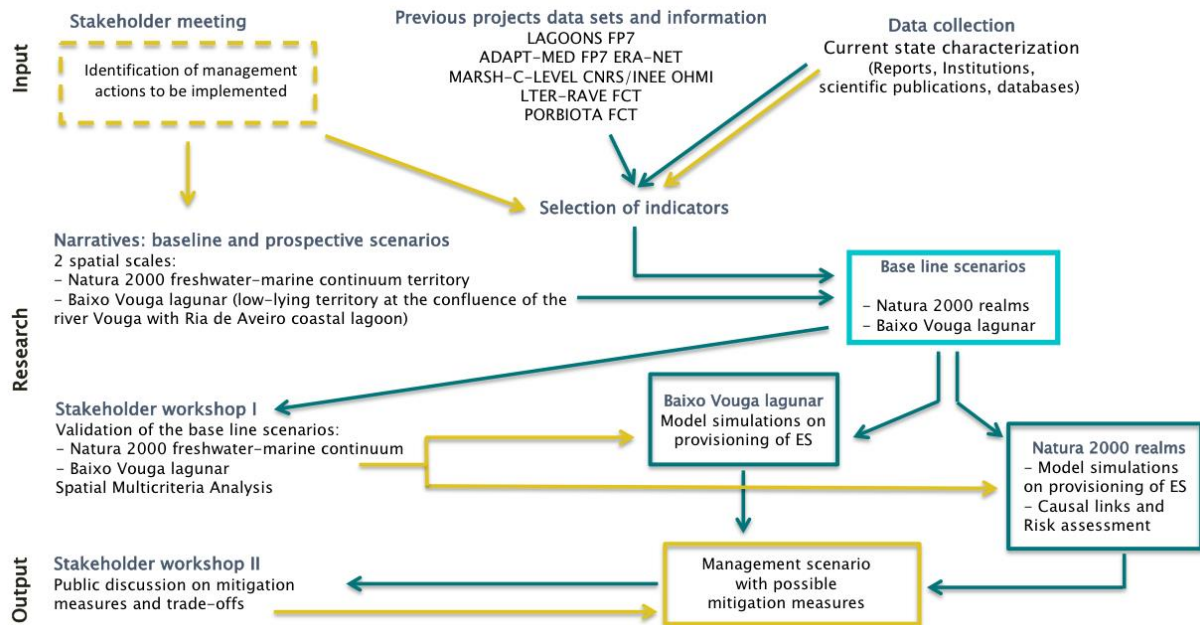 Input
Stakeholder meeting
Identification of management
actions to be implemented
Previous projects data sets and information
LAGOONS FP7
ADAPT-MED FP7 ERA-NET
MARSH-C-LEVEL CNRS/INEE OHMI
LTER-RAVE FCT
PORBIOTA FCT
Data collection
Current state characterization
(Reports, Institutions,
scientific publications, databases)
Selection of indicators
Research
Narratives: baseline and prospective scenarios
2 spatial scales:
- Natura 2000 freshwater-marine continuum territory
- Baixo Vouga lagunar (low-lying territory at the confluence of the
river Vouga with Ria de Aveiro coastal lagoon)
Base line scenarios
- Natura 2000 realms
- Baixo Vouga lagunar
Stakeholder workshop I
Validation of the base line scenarios:
- Natura 2000 freshwater-marine continuum
- Baixo Vouga lagunar
Spatial Multicriteria Analysis
Baixo Vouga lagunar
Model simulations on
provisioning of ES
Natura 2000 realms
- Model simulations
on provisioning of ES
- Causal links and
Risk assessment
Output
Stakeholder workshop II
Public discussion on mitigation
measures and trade-offs
Management scenario
with possible
mitigation measures